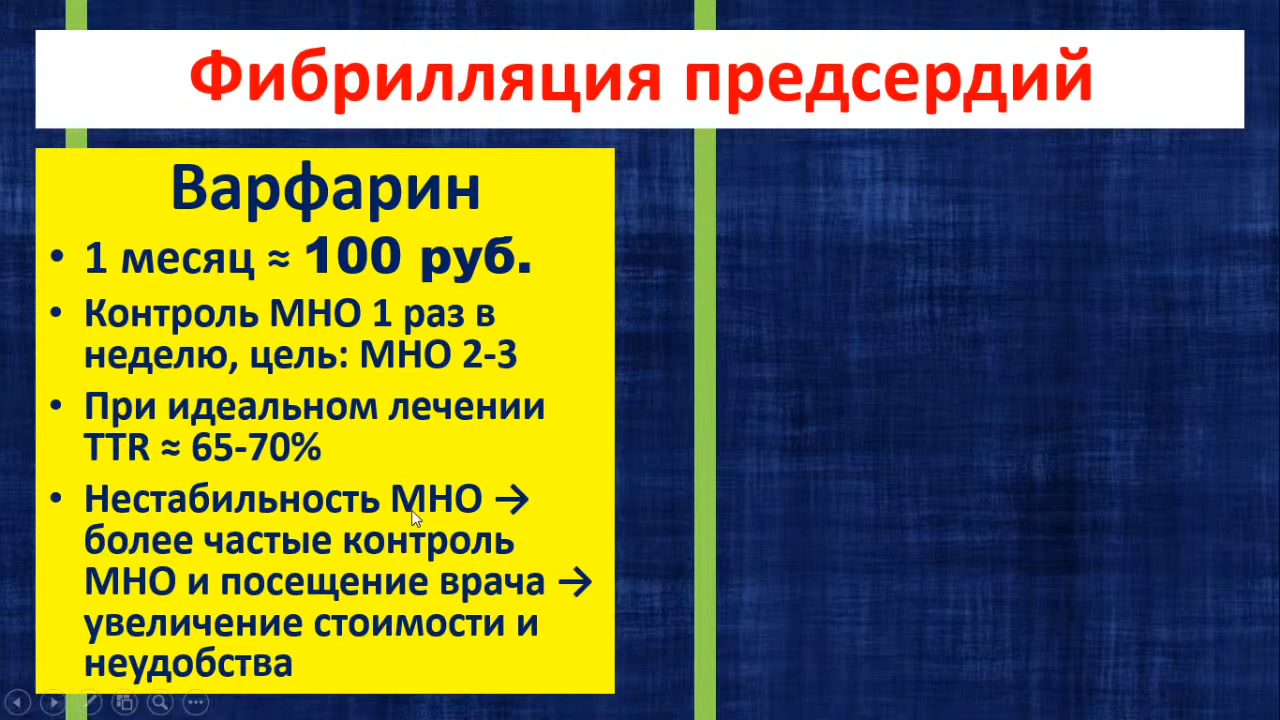 Фибрилляция предсердий
Варфарин
• 1 месяц ≈ 100 руб.
• Контроль МНО 1 раз в
неделю, цель: МНО 2-3
• При идеальном лечении
TTR ≈ 65-70%
• Нестабильность МНО →
более частые контроль
МНО и посещение врача →
увеличение стоимости и
неудобства